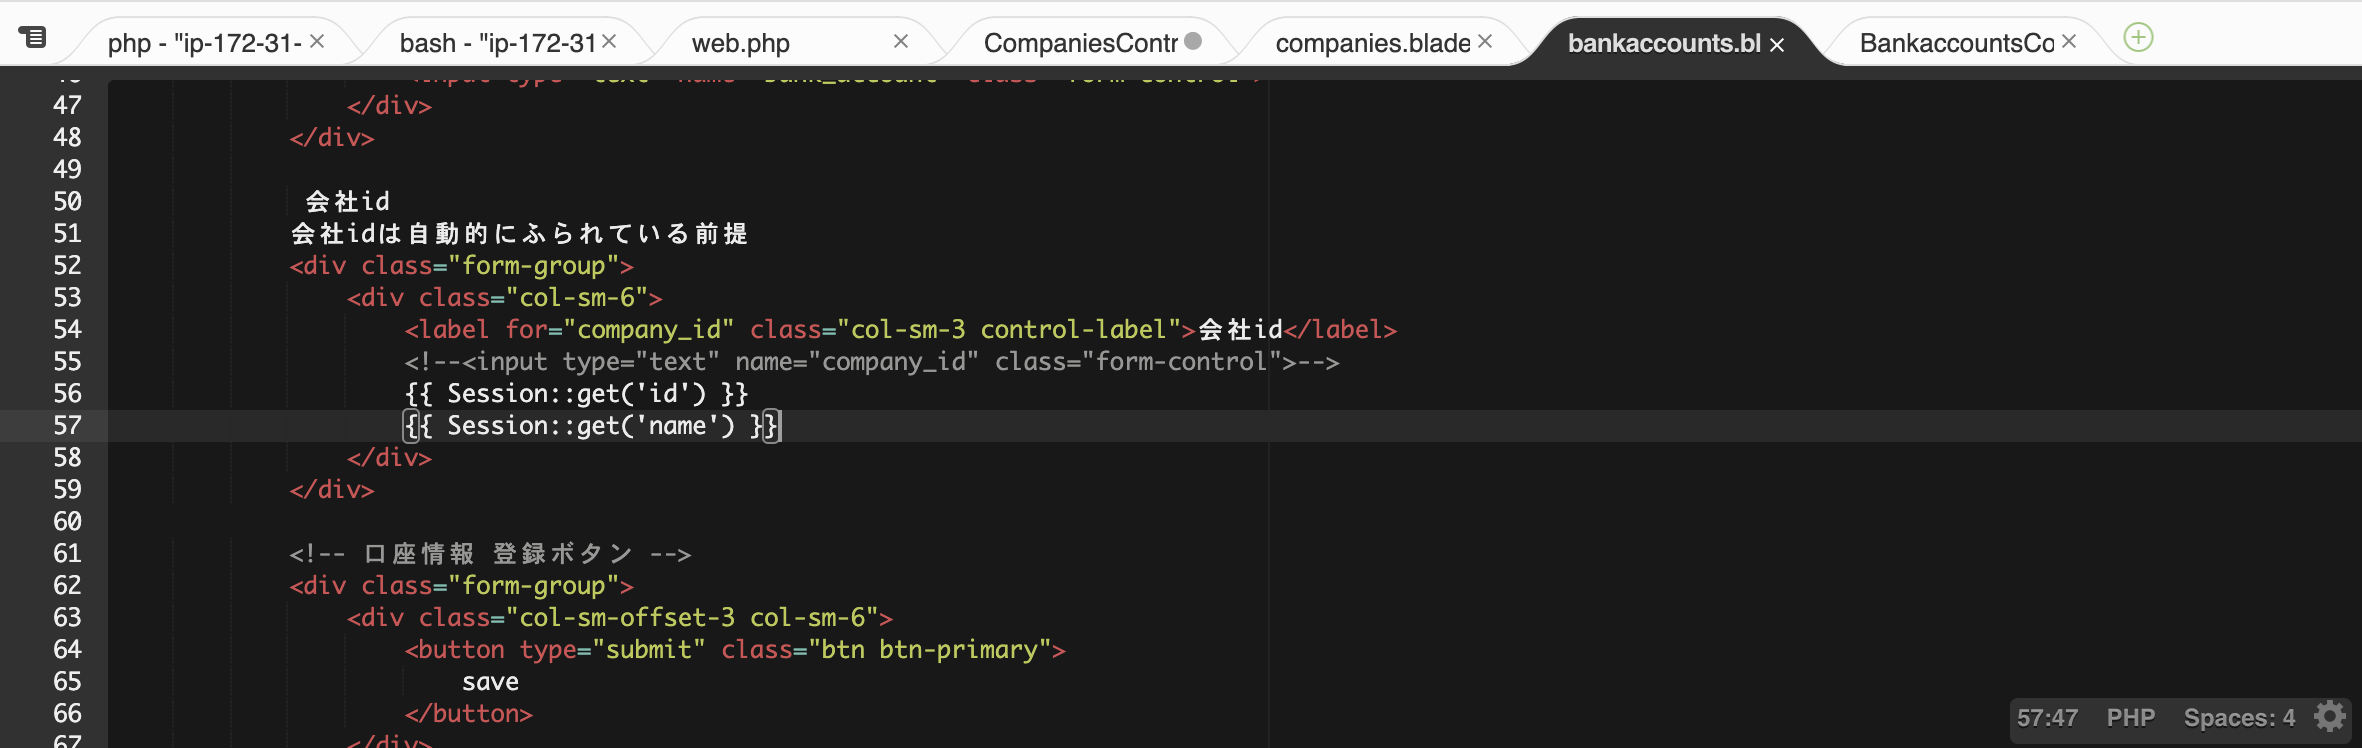 php - "ip-172-31-
bash - "ip-172-31
web.php
CompaniesContr
companies.blade
bankaccounts.bl
BankaccountsCo
47 </div>
48 </div>
49
50 会社id
51 会社idは自動的にふられている前提
52 <div class="form-group">
53 <div class="col-sm-6">
54 <label for="company_id" class="col-sm-3 control-label">会社id</label>
55 <!--<input type="text" name="company_id" class="form-control">-->
56 {{ Session::get('id') }}
57 {{ Session::get('name') }}
58 </div>
59 </div>
60
61 <!-- 口座情報 登録ボタン -->
62 <div class="form-group">
63 <div class="col-sm-offset-3 col-sm-6">
64 <button type="submit" class="btn btn-primary">
65 save
66 </button>
67 </div>
57:47 PHP Spaces: 4